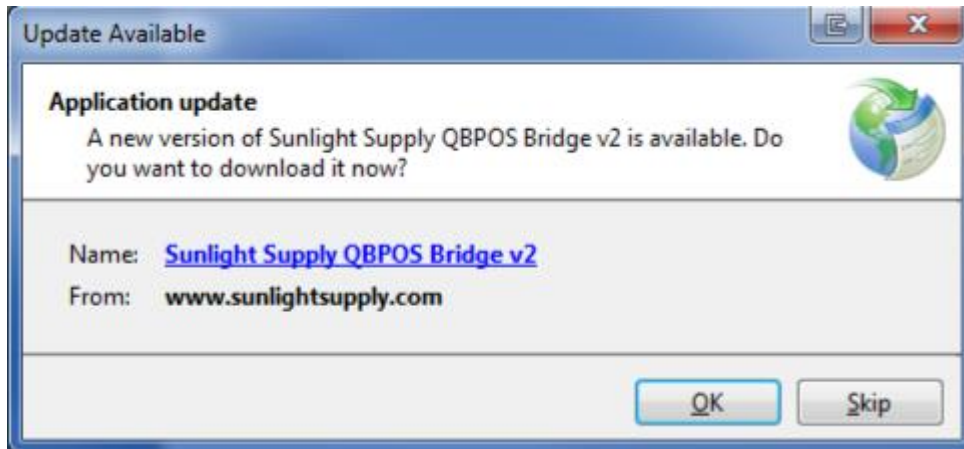 Update Available
Application update
A new version of Sunlight Supply QBPOS Bridge v2 is available. Do
you want to download it now?
Name: Sunlight Supply QBPOS Bridge v2
From: www.sunlightsupply.com
OK Skip